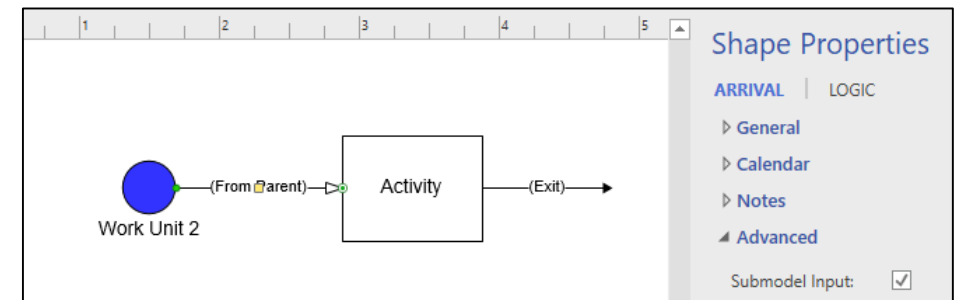 1 2 3 4 5
Shape Properties
ARRIVAL | LOGIC
General
Calendar
(From Parent) Activity (Exit)
Notes
Work Unit 2
Advanced
Submodel Input: